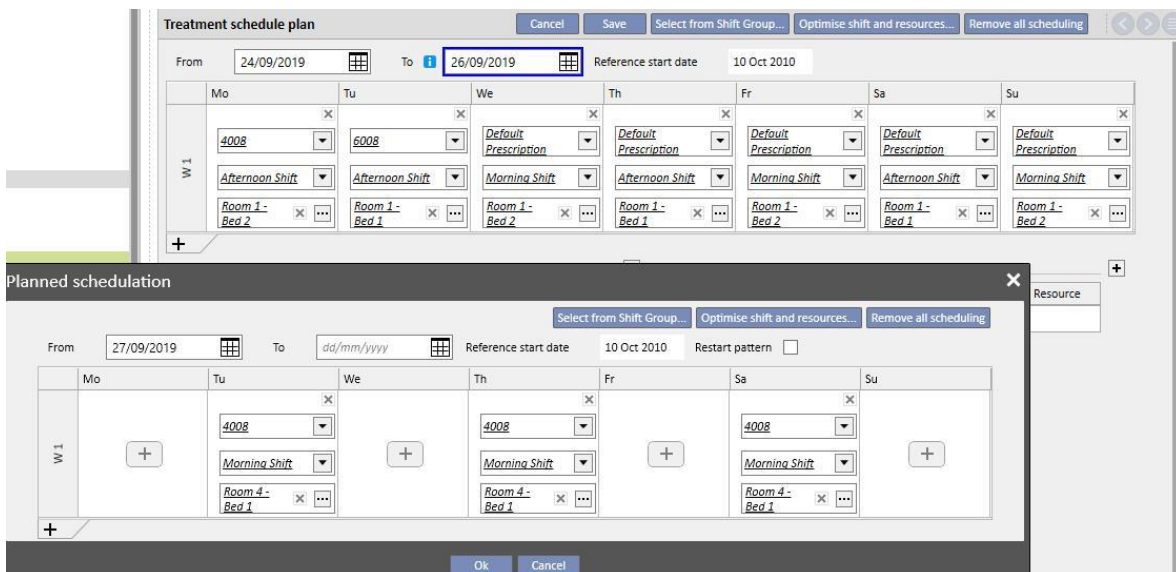 Treatment schedule plan Cancel Save Select from Shift Group... Optimise shift and resources... Remove all scheduling
From 24/09/2019 To i 26/09/2019 Reference start date 10 Oct 2010
Mo Tu We Th Fr Sa Su
4008 6008 Default Default Default Default Default
Prescription Prescription Prescription Prescription Prescription
W 1
Afternoon Shift Afternoon Shift Morning Shift Afternoon Shift Morning Shift Afternoon Shift Morning Shift
Room 1 - Room 1 - Room 1 - Room 1 - Room 1 - Room 1 - Room 1 -
Bed 2 Bed 1 Bed 2 Bed 1 Bed 2 Bed 1 Bed 2
+
+
Planned schedulation
Resource
Select from Shift Group... Optimise shift and resources... Remove all scheduling
From 27/09/2019 To dd/mm/yyyy Reference start date 10 Oct 2010 Restart pattern
Mo Tu We Th Fr Sa Su
4008 4008 4008
W 1
+ + + +
Morning Shift Morning Shift Morning Shift
Room 4 - Room 4 - Room 4 -
Bed 1 Bed 1 Bed 1
+
Ok Cancel